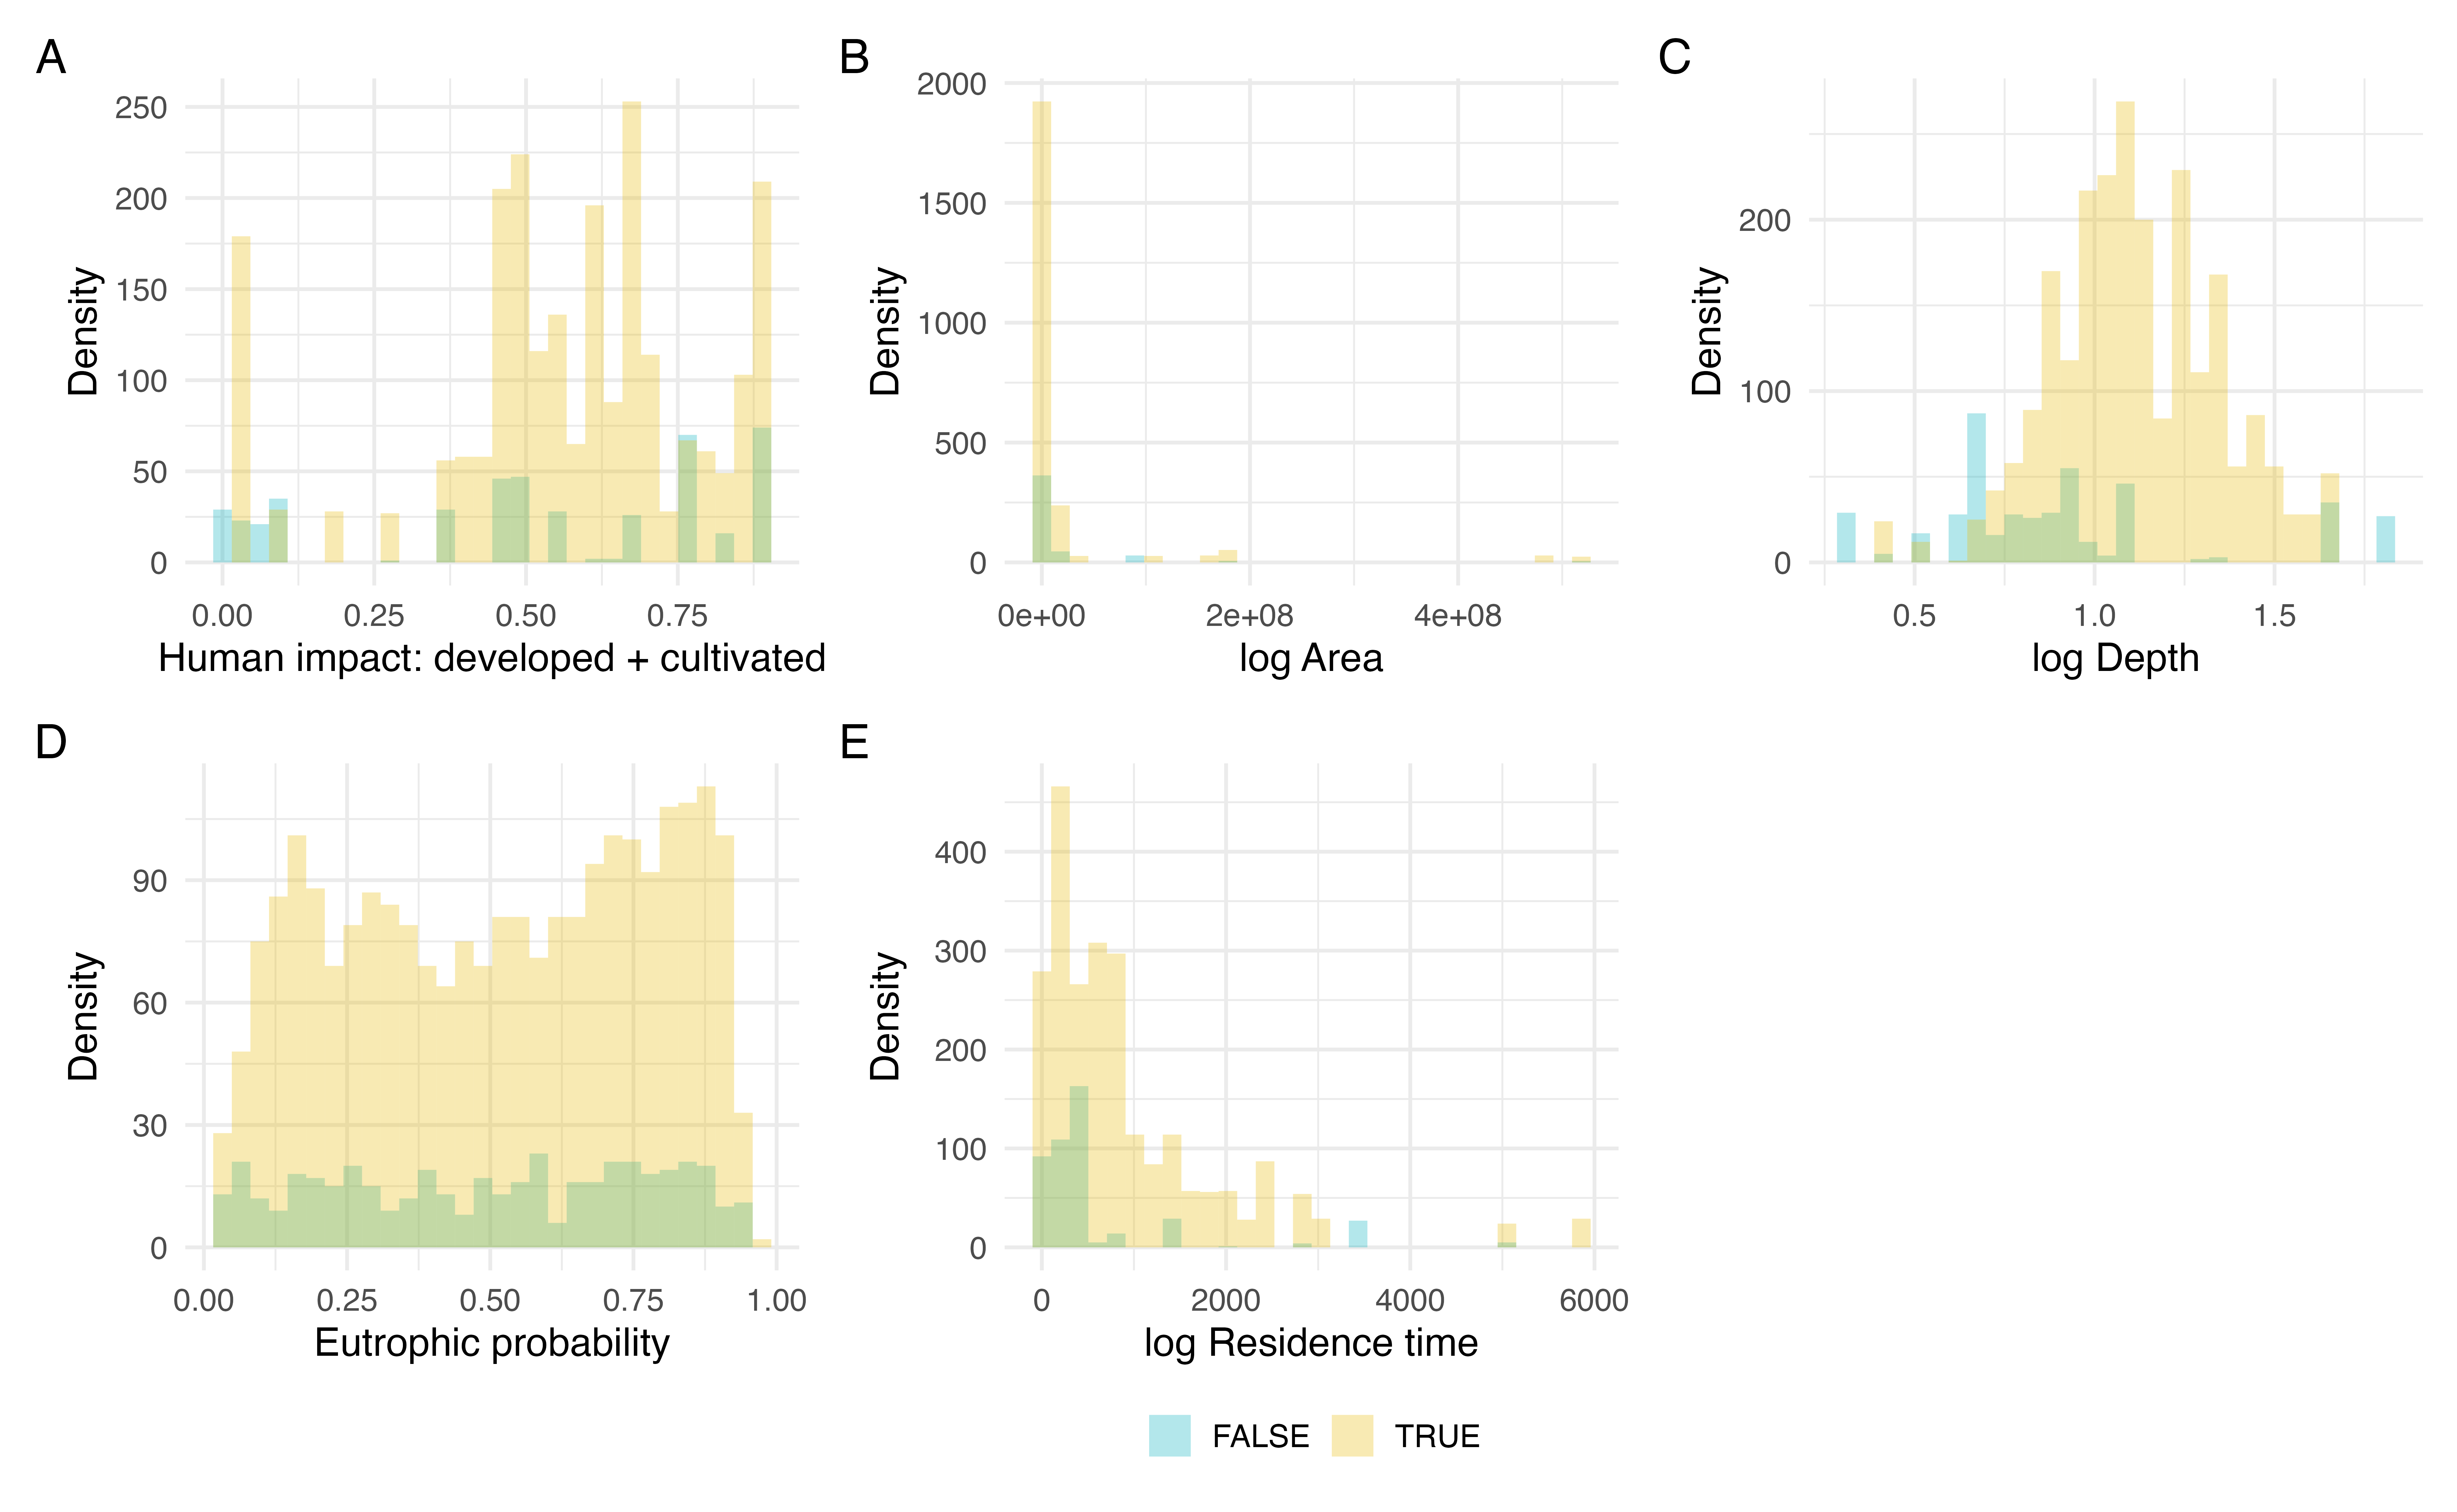 A
Density
250
200
150
100
50
0
0.00 0.25 0.50 0.75
Human impact: developed + cultivated
B
Density
2000
1500
1000
500
0
0e+00 2e+08 4e+08
log Area
C
Density
200
100
0
0.5 1.0 1.5
log Depth
D
Density
90
60
30
0
0.00 0.25 0.50 0.75 1.00
Eutrophic probability
E
Density
400
300
200
100
0
0 2000 4000 6000
log Residence time
FALSE TRUE